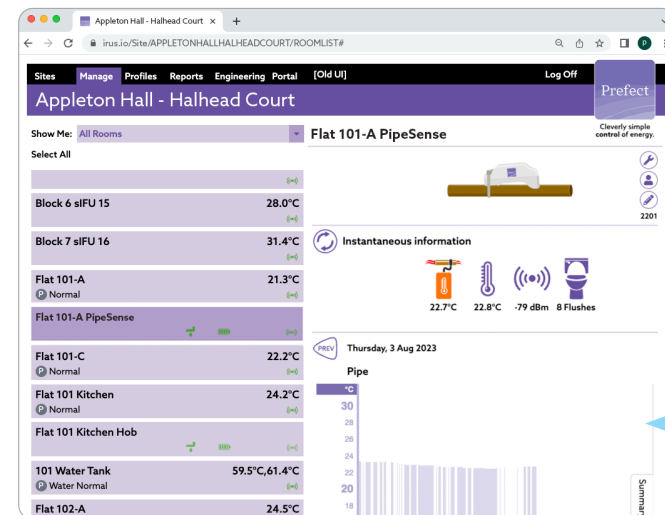 Appleton Hall - Halhead Court × +
irus.io/Site/APPLETONHALLHALHEADCOURT/ROOMLIST#
P
Sites Manage Profiles Reports Engineering Portal [Old UI] Log Off
Appleton Hall - Halhead Court
Prefect
Cleverly simple
control of energy.
Show Me: All Rooms
Select All
Block 6 sIFU 15 28.0°C
Block 7 sIFU 16 31.4°C
Flat 101-A 21.3°C
P Normal
Flat 101-A PipeSense
Flat 101-C 22.2°C
P Normal
Flat 101 Kitchen 24.2°C
P Normal
Flat 101 Kitchen Hob
101 Water Tank 59.5°C,61.4°C
P Water Normal
Flat 102-A 24.5°C
Flat 101-A PipeSense
2201
Instantaneous information
22.7°C 22.8°C -79 dBm 8 Flushes
PREV Thursday, 3 Aug 2023
Pipe
°C
30
28
26
24
22
20
18
Summar